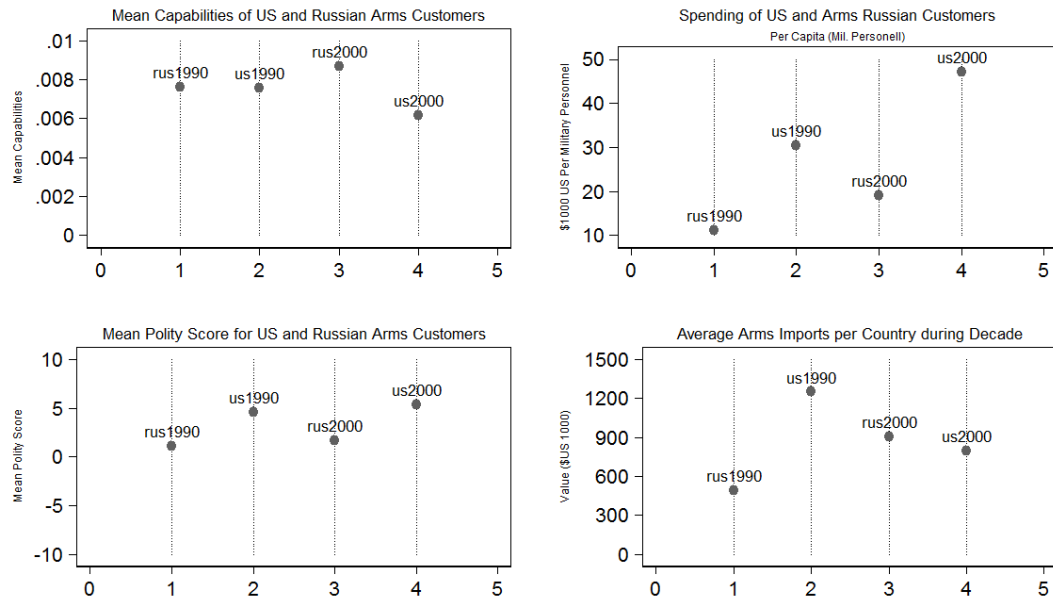 Mean Capabilities of US and Russian Arms Customers
Mean Capabilities
.01
.008
.006
.004
.002
0
rus1990
us1990
rus2000
us2000
0 1 2 3 4 5
Spending of US and Arms Russian Customers
Per Capita (Mil. Personell)
$1000 US Per Military Personnel
50
40
30
20
10
rus1990
us1990
rus2000
us2000
0 1 2 3 4 5
Mean Polity Score for US and Russian Arms Customers
Mean Polity Score
10
5
0
-5
-10
rus1990
us1990
rus2000
us2000
0 1 2 3 4 5
Average Arms Imports per Country during Decade
Value ($US 1000)
1500
1200
900
600
300
0
rus1990
us1990
rus2000
us2000
0 1 2 3 4 5